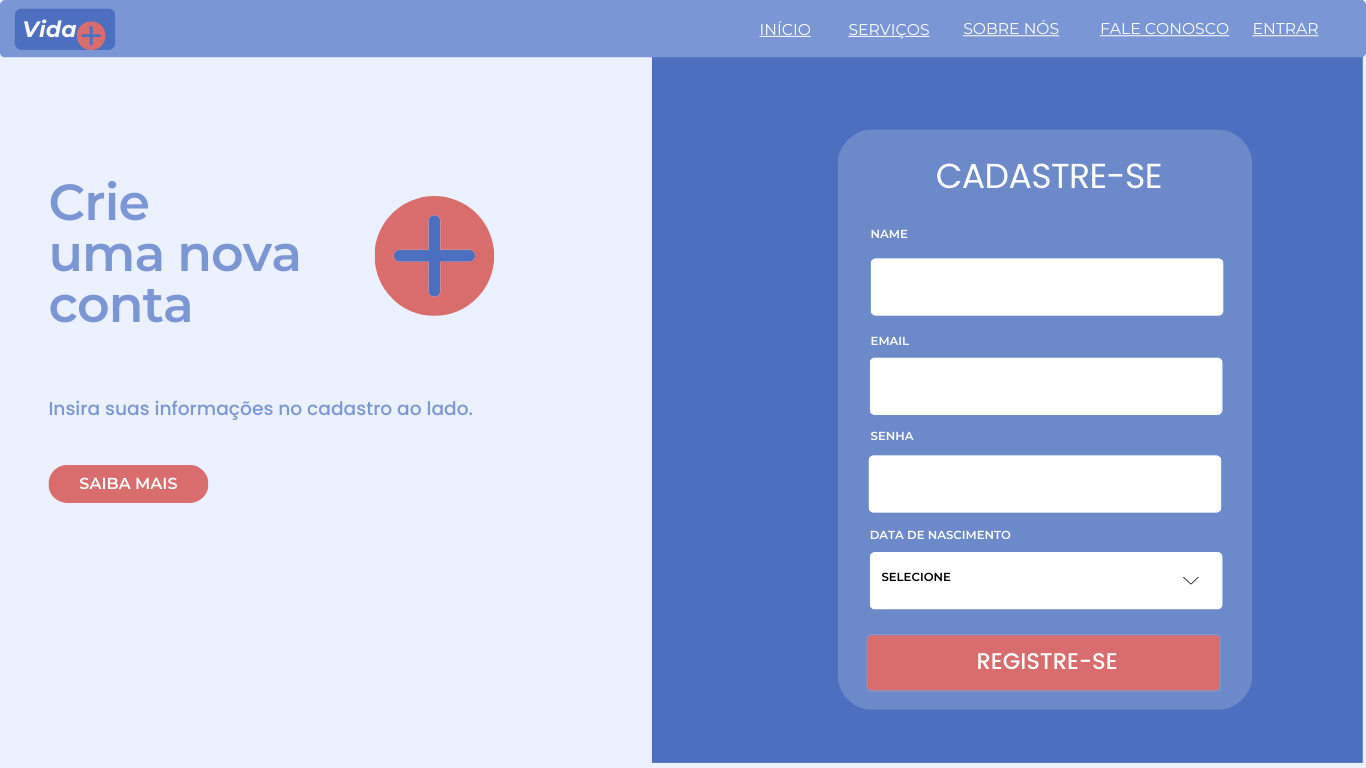 Vida
INÍCIO SERVIÇOS SOBRE NÓS FALE CONOSCO ENTRAR
Crie
uma nova
conta
Insira suas informações no cadastro ao lado.
SAIBA MAIS
CADASTRE-SE
NAME
EMAIL
SENHA
DATA DE NASCIMENTO
SELECIONE
REGISTRE-SE